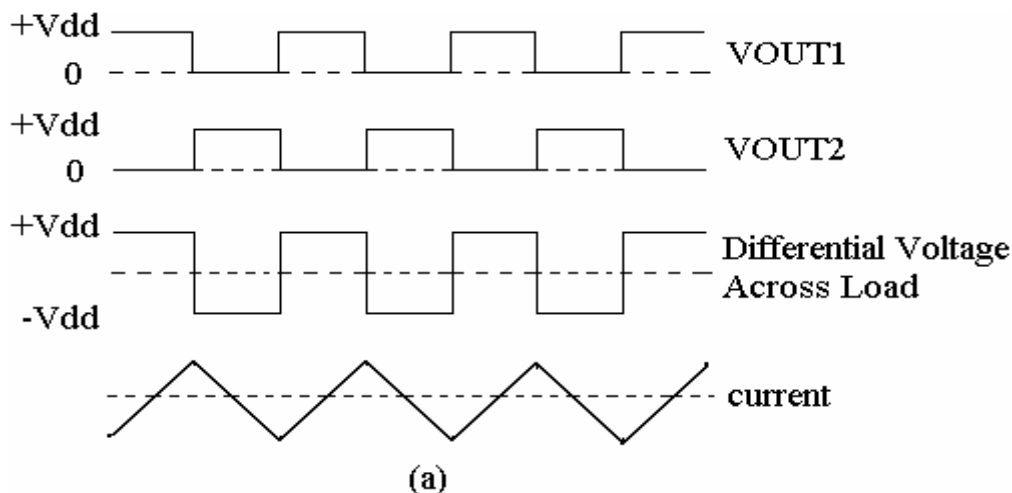 +Vdd
VOUT1
0
+Vdd
VOUT2
0
+Vdd
Differential Voltage
Across Load
-Vdd
current
(a)